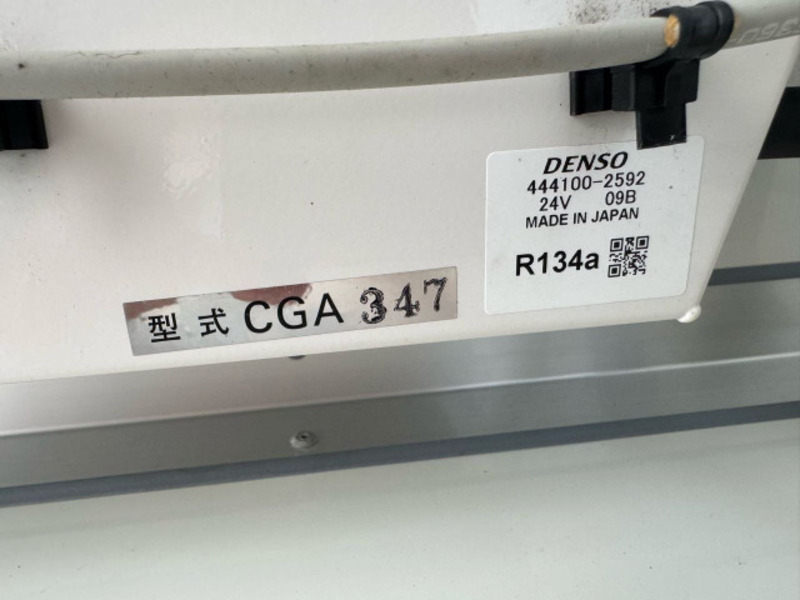 DENSO
444100-2592
24V 09B
MADE IN JAPAN
R134a
型式 CGA 347